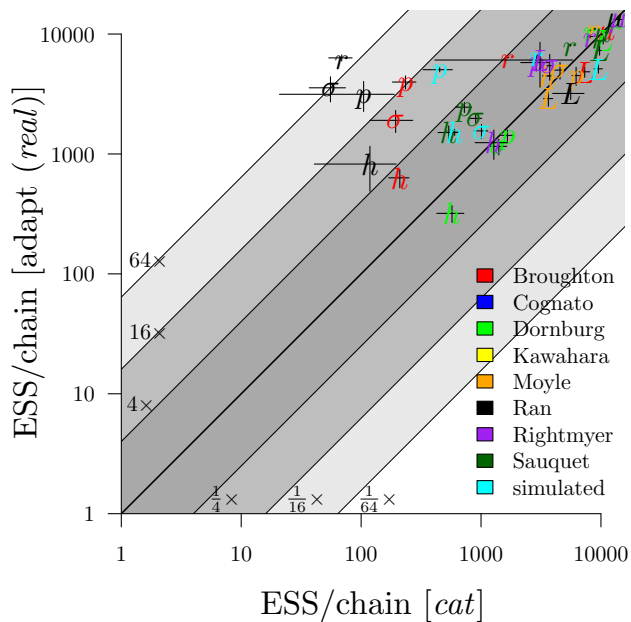 ESS/chain [adapt (real)]
10000
1000
100
10
1
64×
16×
4×
1/4 ×
1/16 ×
1/64 ×
r
σ
p
h
p
σ
h
p
r
r
p
σ
h
h
σ
h
L
L
L
Broughton
Cognato
Dornburg
Kawahara
Moyle
Ran
Rightmyer
Sauquet
simulated
1
10
100
1000
10000
ESS/chain [cat]